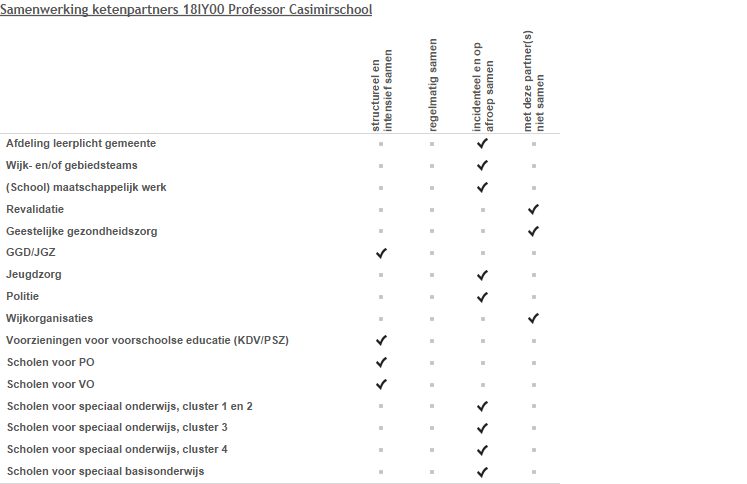 Samenwerking ketenpartners 18IY00 Professor Casimirschool
structureel en
intensief samen
regelmatig samen
incidenteel en op
afroep samen
met deze partner(s)
niet samen
Afdeling leerplicht gemeente
Wijk- en/of gebiedsteams
(School) maatschappelijk werk
Revalidatie
Geestelijke gezondheidszorg
GGD/JGZ
Jeugdzorg
Politie
Wijkorganisaties
Voorzieningen voor voorschoolse educatie (KDV/PSZ)
Scholen voor PO
Scholen voor VO
Scholen voor speciaal onderwijs, cluster 1 en 2
Scholen voor speciaal onderwijs, cluster 3
Scholen voor speciaal onderwijs, cluster 4
Scholen voor speciaal basisonderwijs